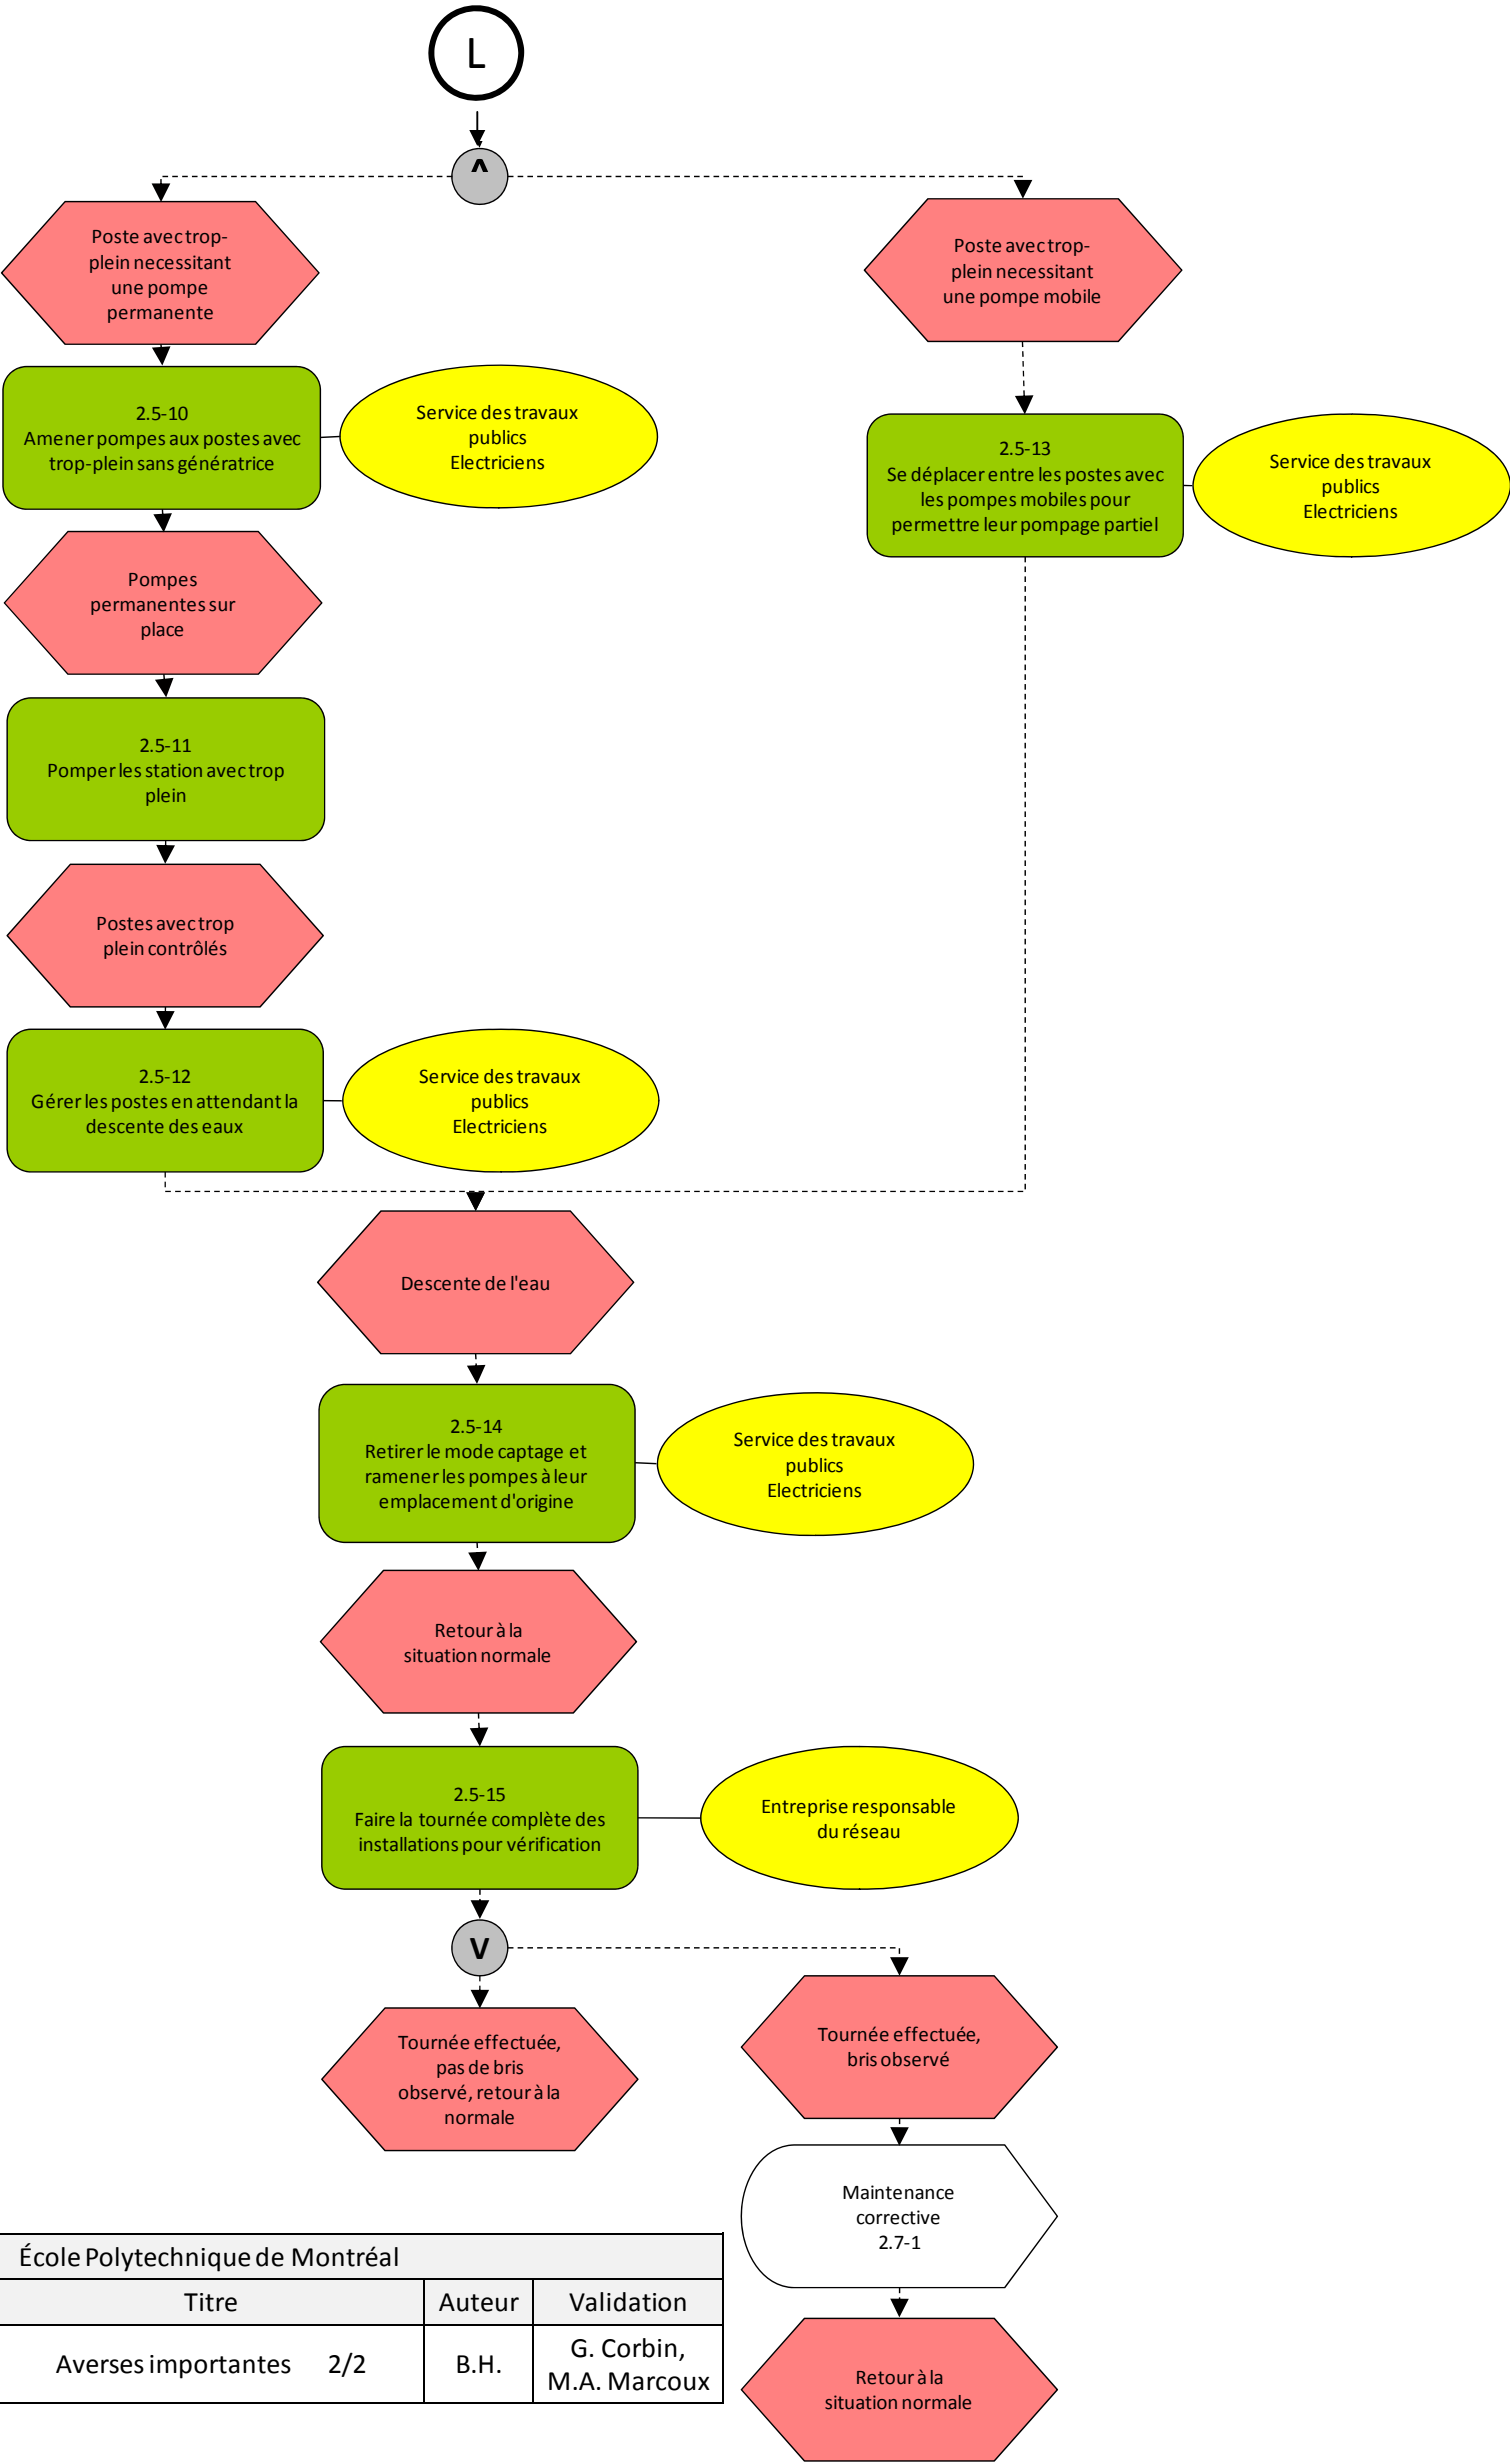 L
^
Poste avec trop-
plein necessitant
une pompe
permanente
Poste avec trop-
plein necessitant
une pompe mobile
2.5-10
Amener pompes aux postes avec
trop-plein sans génératrice
Service des travaux
publics
Electriciens
2.5-13
Se déplacer entre les postes avec
les pompes mobiles pour
permettre leur pompage partiel
Service des travaux
publics
Electriciens
Pompes
permanentes sur
place
2.5-11
Pomper les station avec trop
plein
Postes avec trop
plein contrôlés
2.5-12
Gérer les postes en attendant la
descente des eaux
Service des travaux
publics
Electriciens
Descente de l'eau
2.5-14
Retirer le mode captage et
ramener les pompes à leur
emplacement d'origine
Service des travaux
publics
Electriciens
Retour à la
situation normale
2.5-15
Faire la tournée complète des
installations pour vérification
Entreprise responsable
du réseau
V
Tournée effectuée,
pas de bris
observé, retour à la
normale
Tournée effectuée,
bris observé
Maintenance
corrective
2.7-1
Retour à la
situation normale
École Polytechnique de Montréal
Titre Auteur Validation
Averses importantes 2/2 B.H. G. Corbin,
M.A. Marcoux